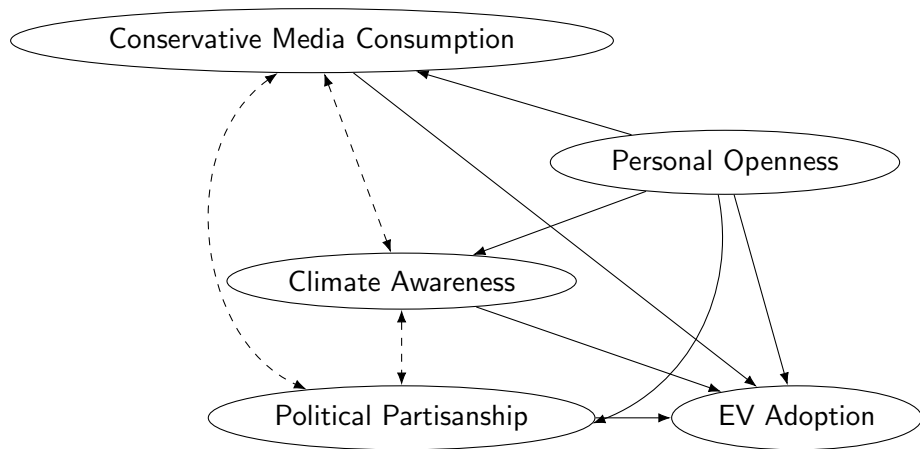 Conservative Media Consumption
Personal Openness
Climate Awareness
Political Partisanship
EV Adoption